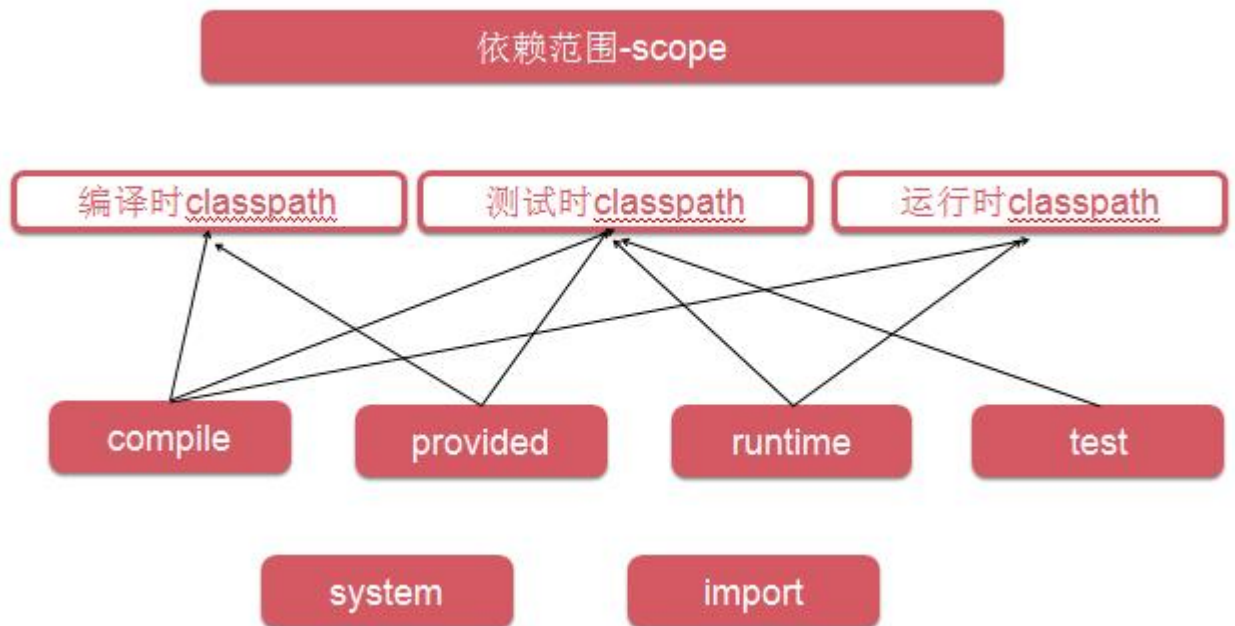 依赖范围-scope
编译时classpath
测试时classpath
运行时classpath
compile
provided
runtime
test
system
import